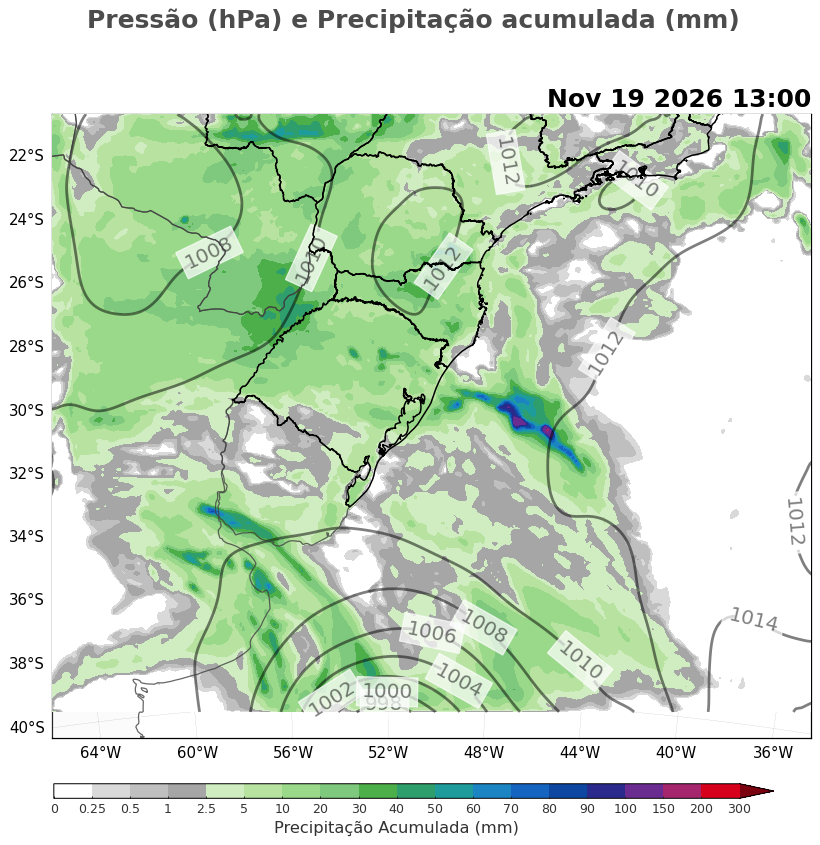 Pressão (hPa) e Precipitação acumulada (mm)
Nov 19 2026 13:00
22°S
24°S
26°S
28°S
30°S
32°S
34°S
36°S
38°S
40°S
1012
1010
1008
1010
1012
1012
1012
1014
1008
1006
1010
1004
1002
1000
998
64°W 60°W 56°W 52°W 48°W 44°W 40°W 36°W
0 0.25 0.5 1 2.5 5 10 20 30 40 50 60 70 80 90 100 150 200 300
Precipitação Acumulada (mm)